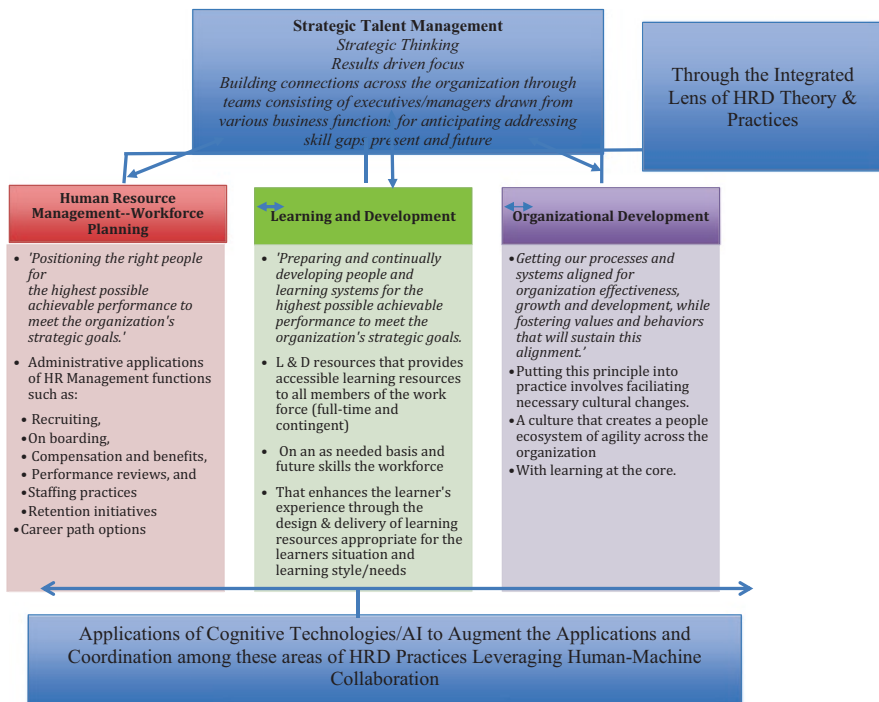 Strategic Talent Management
Strategic Thinking
Results driven focus
Building connections across the organization through
teams consisting of executives/managers drawn from
various business functions for anticipating addressing
skill gaps present and future
Through the Integrated
Lens of HRD Theory &
Practices
Human Resource
Management--Workforce
Planning
• 'Positioning the right people
for
the highest possible
achievable performance to
meet the organization's
strategic goals.'
• Administrative applications
of HR Management functions
such as:
• Recruiting,
• On boarding,
• Compensation and benefits,
• Performance reviews, and
• Staffing practices
• Retention initiatives
• Career path options
Learning and Development
• 'Preparing and continually
developing people and
learning systems for the
highest possible achievable
performance to meet the
organization's strategic goals.
• L & D resources that provides
accessible learning resources
to all members of the work
force (full-time and
contingent)
• On an as needed basis and
future skills the workforce
• That enhances the learner's
experience through the
design & delivery of learning
resources appropriate for the
learners situation and
learning style/needs
Organizational Development
• Getting our processes and
systems aligned for
organization effectiveness,
growth and development, while
fostering values and behaviors
that will sustain this
alignment.’
• Putting this principle into
practice involves faciliating
necessary cultural changes.
• A culture that creates a people
ecosystem of agility across the
organization
• With learning at the core.
Applications of Cognitive Technologies/AI to Augment the Applications and
Coordination among these areas of HRD Practices Leveraging Human-Machine
Collaboration